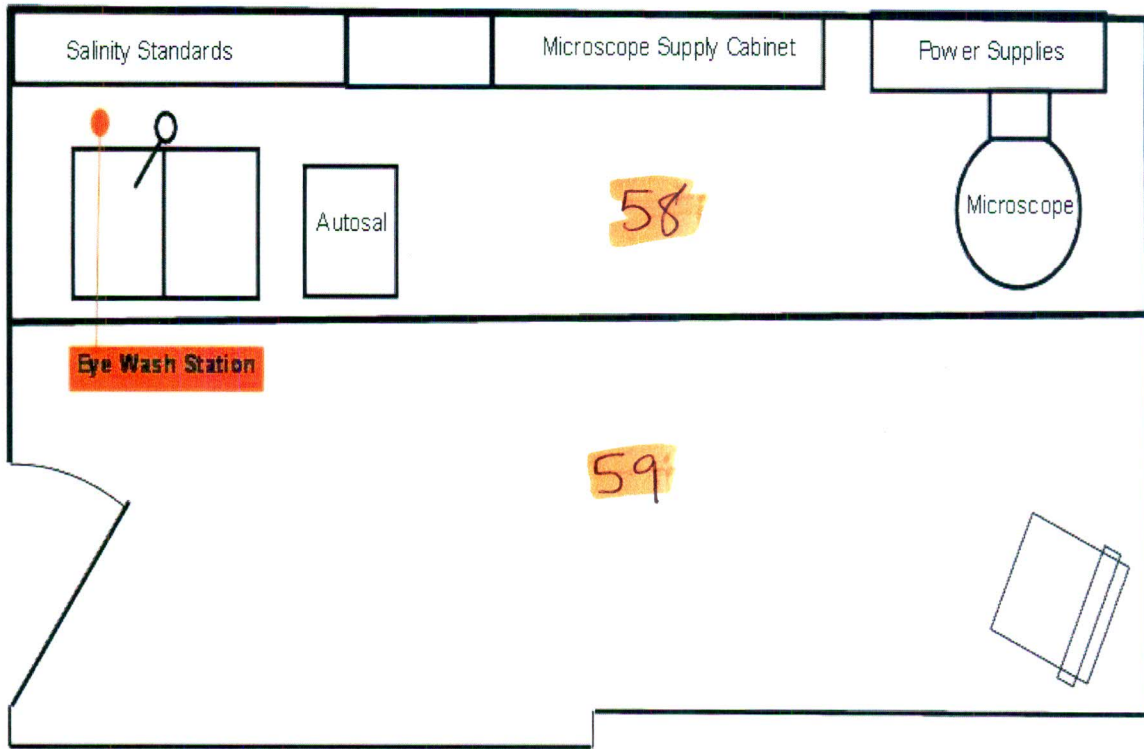 Salinity Standards
Microscope Supply Cabinet
Power Supplies
Autosal
58
Microscope
Eye Wash Station
59